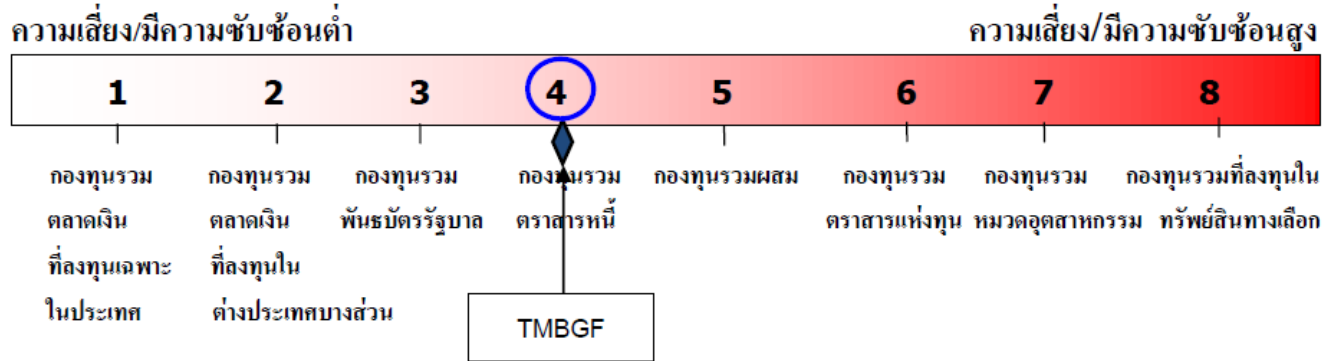 ความเสี่ยง/มีความซับซ้อนต่ำ ความเสี่ยง/มีความซับซ้อนสูง
1 2 3 4 5 6 7 8
กองทุนรวม กองทุนรวม กองทุนรวม กองทุนรวม กองทุนรวมผสม กองทุนรวม กองทุนรวม กองทุนรวมที่ลงทุนใน
ตลาดเงิน ตลาดเงิน พันธบัตรรัฐบาล ตราสารหนี้ ตราสารแห่งทุน หมวดอุตสาหกรรม ทรัพย์สินทางเลือก
ที่ลงทุนเฉพาะ ที่ลงทุนใน
ในประเทศ ต่างประเทศบางส่วน
TMBGF